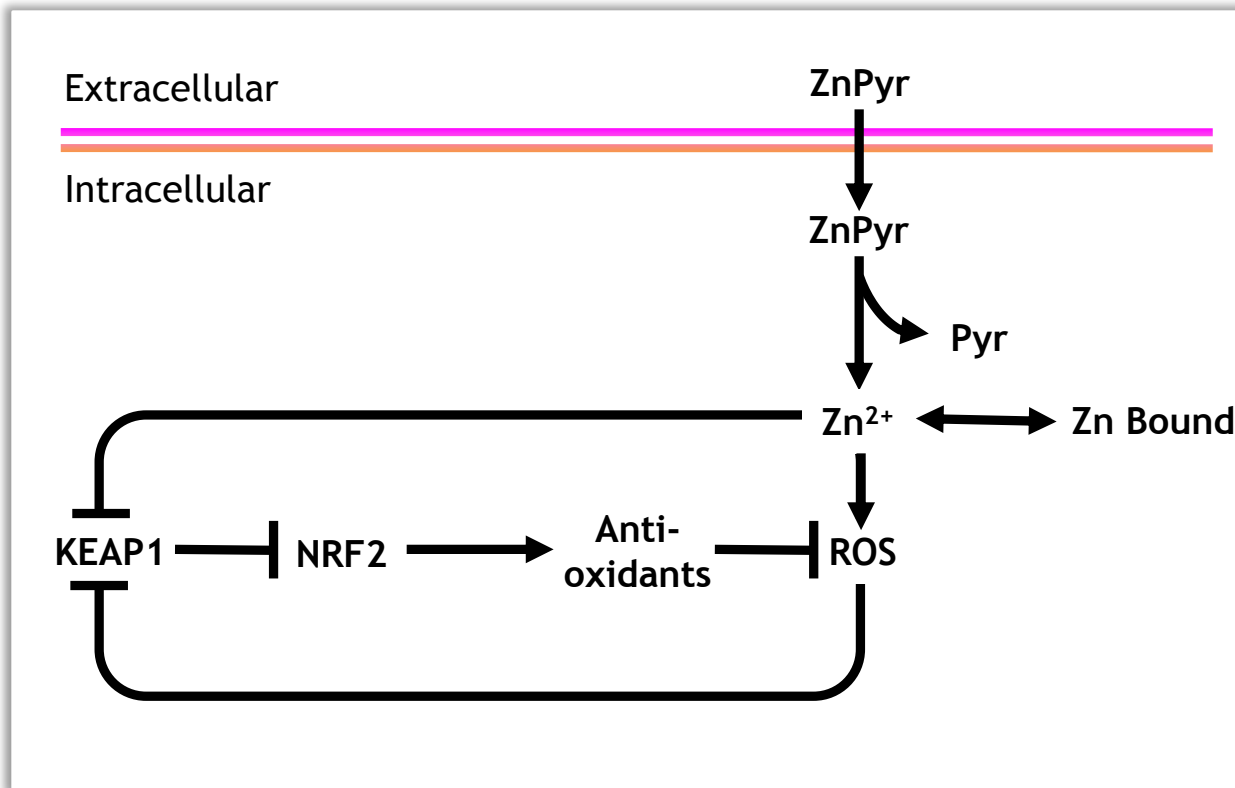 Extracellular
ZnPyr
Intracellular
ZnPyr
Pyr
Zn²⁺
Zn Bound
KEAP1
NRF2
Anti-
oxidants
ROS